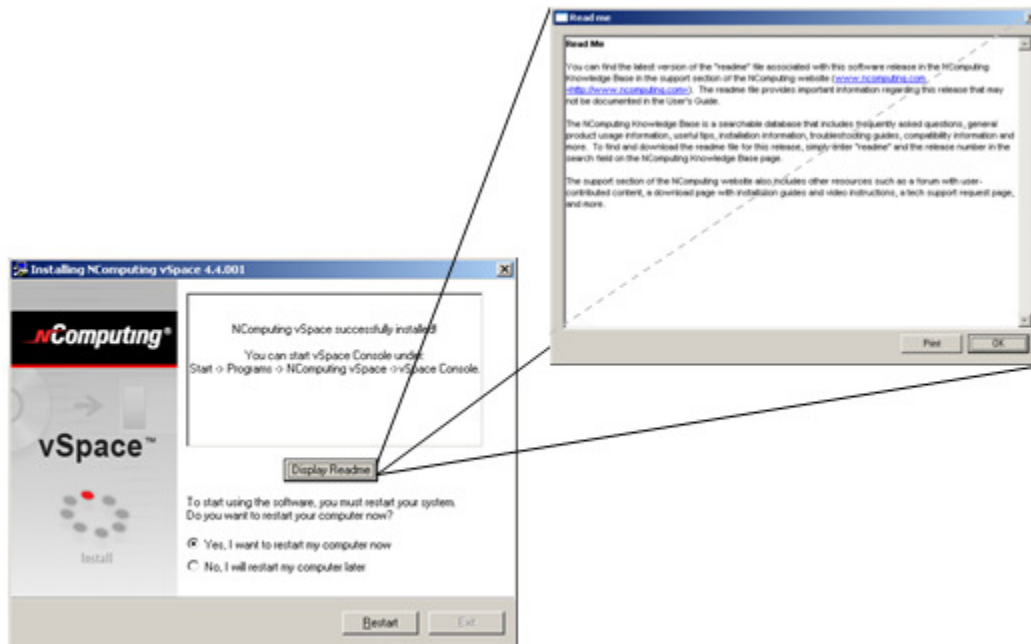 Read me
Read Me
You can find the latest version of the "readme" file associated with this software release in the NComputing
Knowledge Base in the support section of the NComputing website (www.ncomputing.com
<http://www.ncomputing.com>). The readme file provides important information regarding this release that may
not be documented in the User's Guide.
The NComputing Knowledge Base is a searchable database that includes frequently asked questions, general
product usage information, useful tips, installation information, troubleshooting guides, compatibility information and
more. To find and download the readme file for this release, simply enter "readme" and the release number in the
search field on the NComputing Knowledge Base page.
The support section of the NComputing website also includes other resources such as a forum with user-
contributed content, a download page with installation guides and video instructions, a tech support request page,
and more.
Print
OK
Installing NComputing vSpace 4.4.001
NComputing®
vSpace™
Install
NComputing vSpace successfully installed!
You can start vSpace Console under:
Start -> Programs -> NComputing vSpace ->vSpace Console.
Display Readme
To start using the software, you must restart your system.
Do you want to restart your computer now?
Yes, I want to restart my computer now
No, I will restart my computer later
Restart
Exit